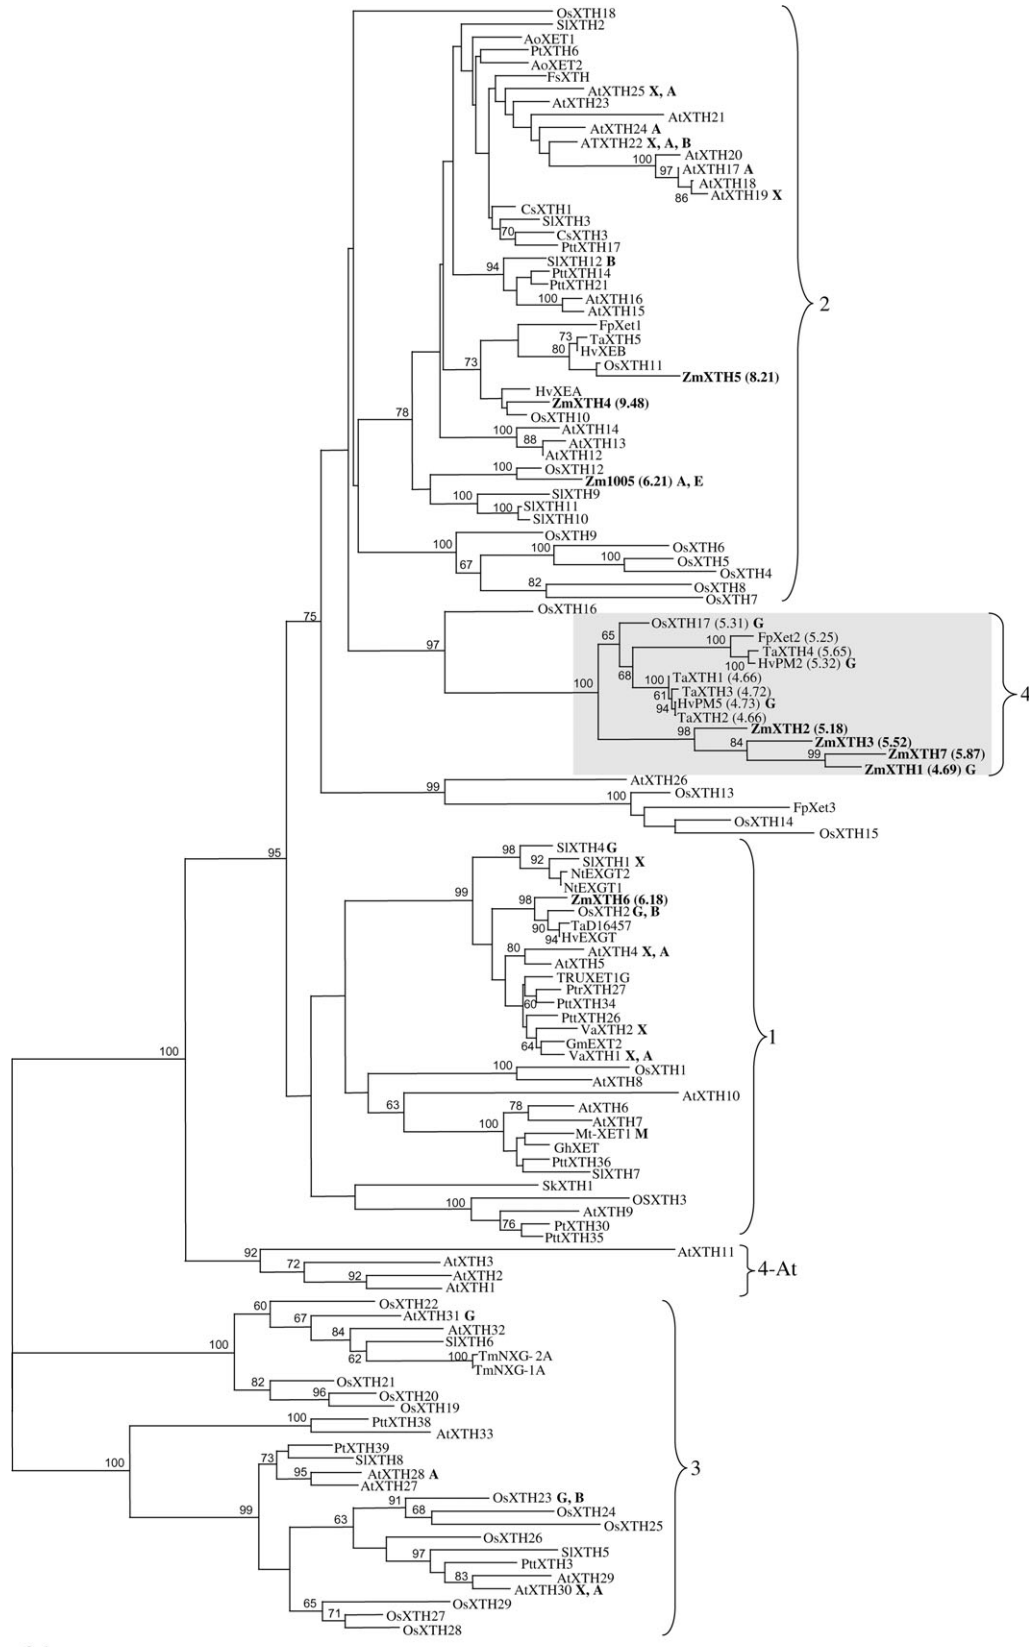 OsXTH18
SlXTH2
AoXET1
PtXTH6
AoXET2
FsXTH
AtXTH25 X, A
AtXTH23
AtXTH21
AtXTH24 A
ATXTH22 X, A, B
100
AtXTH20
97
AtXTH17 A
AtXTH18
86
AtXTH19 X
CsXTH1
SlXTH3
70
CsXTH3
PttXTH17
94
SlXTH12 B
PttXTH14
PttXTH21
100
AtXTH16
AtXTH15
2
FpXet1
73
TaXTH5
80
HvXEB
73
OsXTH11
ZmXTH5 (8.21)
HvXEA
ZmXTH4 (9.48)
78
OsXTH10
100
AtXTH14
88
AtXTH13
AtXTH12
100
OsXTH12
Zm1005 (6.21) A, E
100
SlXTH9
100
SlXTH11
SlXTH10
100
OsXTH9
100
OsXTH6
67
100
OsXTH5
OsXTH4
82
OsXTH8
OsXTH7
75
OsXTH16
97
65
OsXTH17 (5.31) G
100
FpXet2 (5.25)
TaXTH4 (5.65)
100
HvPM2 (5.32) G
68
100
100
TaXTH1 (4.66)
61
TaXTH3 (4.72)
4
94
HvPM5 (4.73) G
TaXTH2 (4.66)
98
ZmXTH2 (5.18)
84
ZmXTH3 (5.52)
99
ZmXTH7 (5.87)
ZmXTH1 (4.69) G
99
AtXTH26
100
OsXTH13
FpXet3
OsXTH14
OsXTH15
95
98
SlXTH4 G
92
SlXTH1 X
NtEXGT2
99
NtEXGT1
98
ZmXTH6 (6.18)
OsXTH2 G, B
90
TaD16457
94
HvEXGT
80
AtXTH4 X, A
AtXTH5
TRUXET1G
PtrXTH27
60
PttXTH34
PttXTH26
VaXTH2 X
1
64
GmEXT2
VaXTH1 X, A
100
100
OsXTH1
AtXTH8
63
AtXTH10
78
AtXTH6
100
AtXTH7
Mt-XET1 M
GhXET
PttXTH36
SlXTH7
SkXTH1
100
OSXTH3
AtXTH9
76
PtXTH30
PttXTH35
92
AtXTH11
72
AtXTH3
4-At
92
AtXTH2
AtXTH1
60
OsXTH22
67
AtXTH31 G
84
AtXTH32
100
62
SlXTH6
100
TmNXG-2A
TmNXG-1A
82
OsXTH21
96
OsXTH20
OsXTH19
100
PttXTH38
AtXTH33
100
73
PtXTH39
SlXTH8
3
95
AtXTH28 A
AtXTH27
99
91
OsXTH23 G, B
68
OsXTH24
63
OsXTH25
OsXTH26
97
SlXTH5
PttXTH3
83
AtXTH29
AtXTH30 X, A
65
OsXTH29
71
OsXTH27
OsXTH28